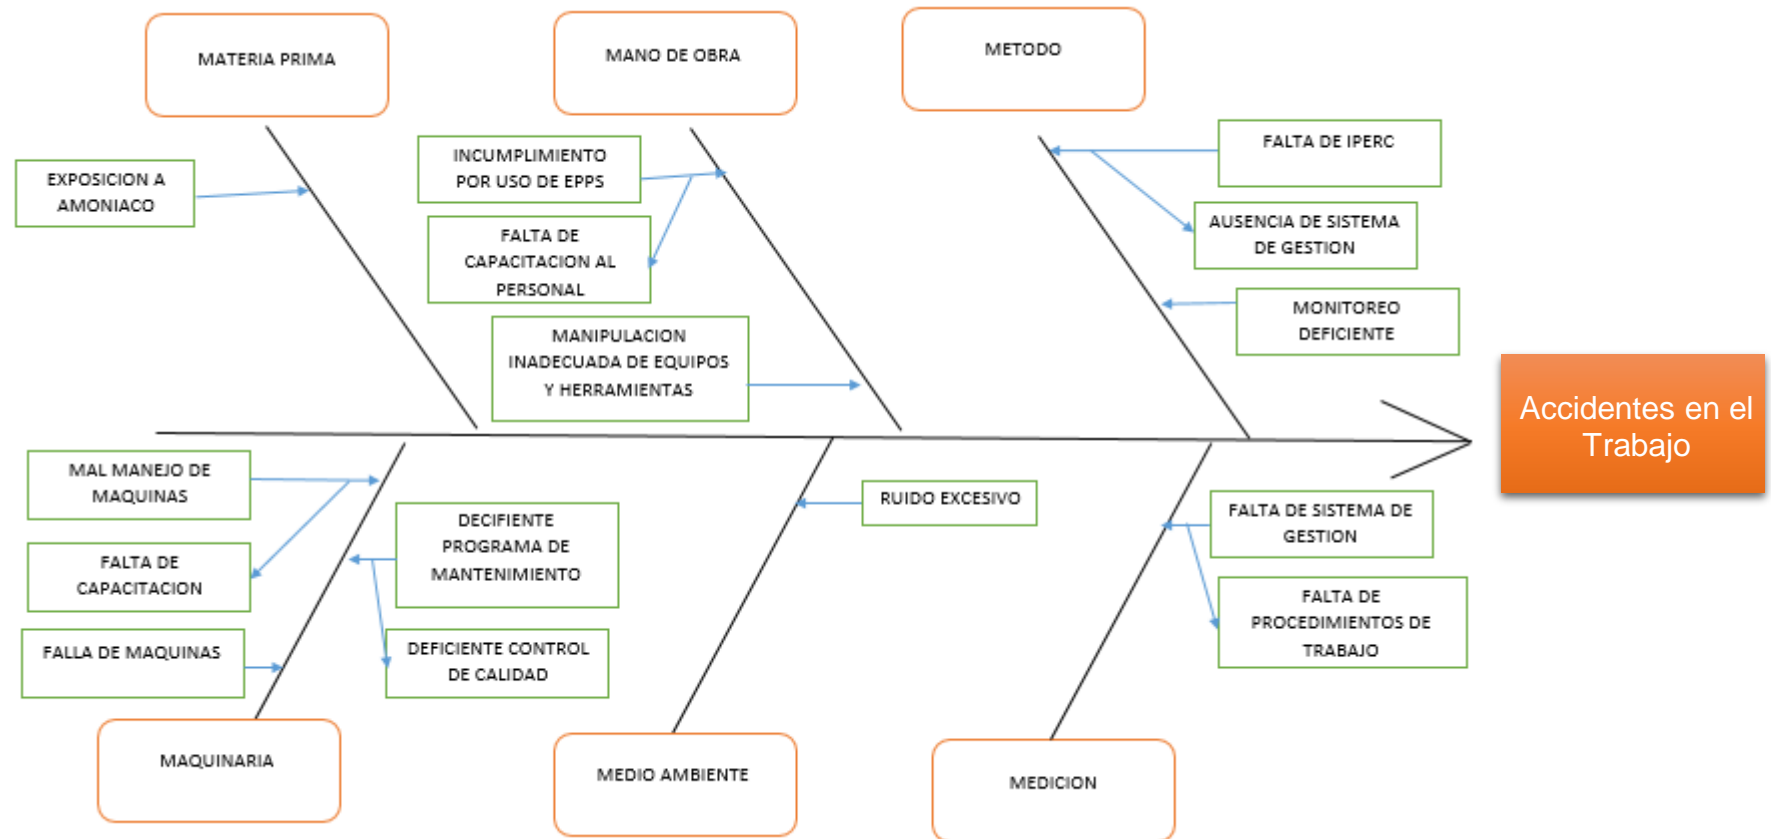 MATERIA PRIMA
MANO DE OBRA
METODO
EXPOSICION A
AMONIACO
INCUMPLIMIENTO
POR USO DE EPPS
FALTA DE
CAPACITACION AL
PERSONAL
MANIPULACION
INADECUADA DE EQUIPOS
Y HERRAMIENTAS
FALTA DE IPERC
AUSENCIA DE SISTEMA
DE GESTION
MONITOREO
DEFICIENTE
Accidentes en el
Trabajo
MAL MANEJO DE
MAQUINAS
FALTA DE
CAPACITACION
FALLA DE MAQUINAS
DECIFIENTE
PROGRAMA DE
MANTENIMIENTO
DEFICIENTE CONTROL
DE CALIDAD
RUIDO EXCESIVO
FALTA DE SISTEMA DE
GESTION
FALTA DE
PROCEDIMIENTOS DE
TRABAJO
MAQUINARIA
MEDIO AMBIENTE
MEDICION